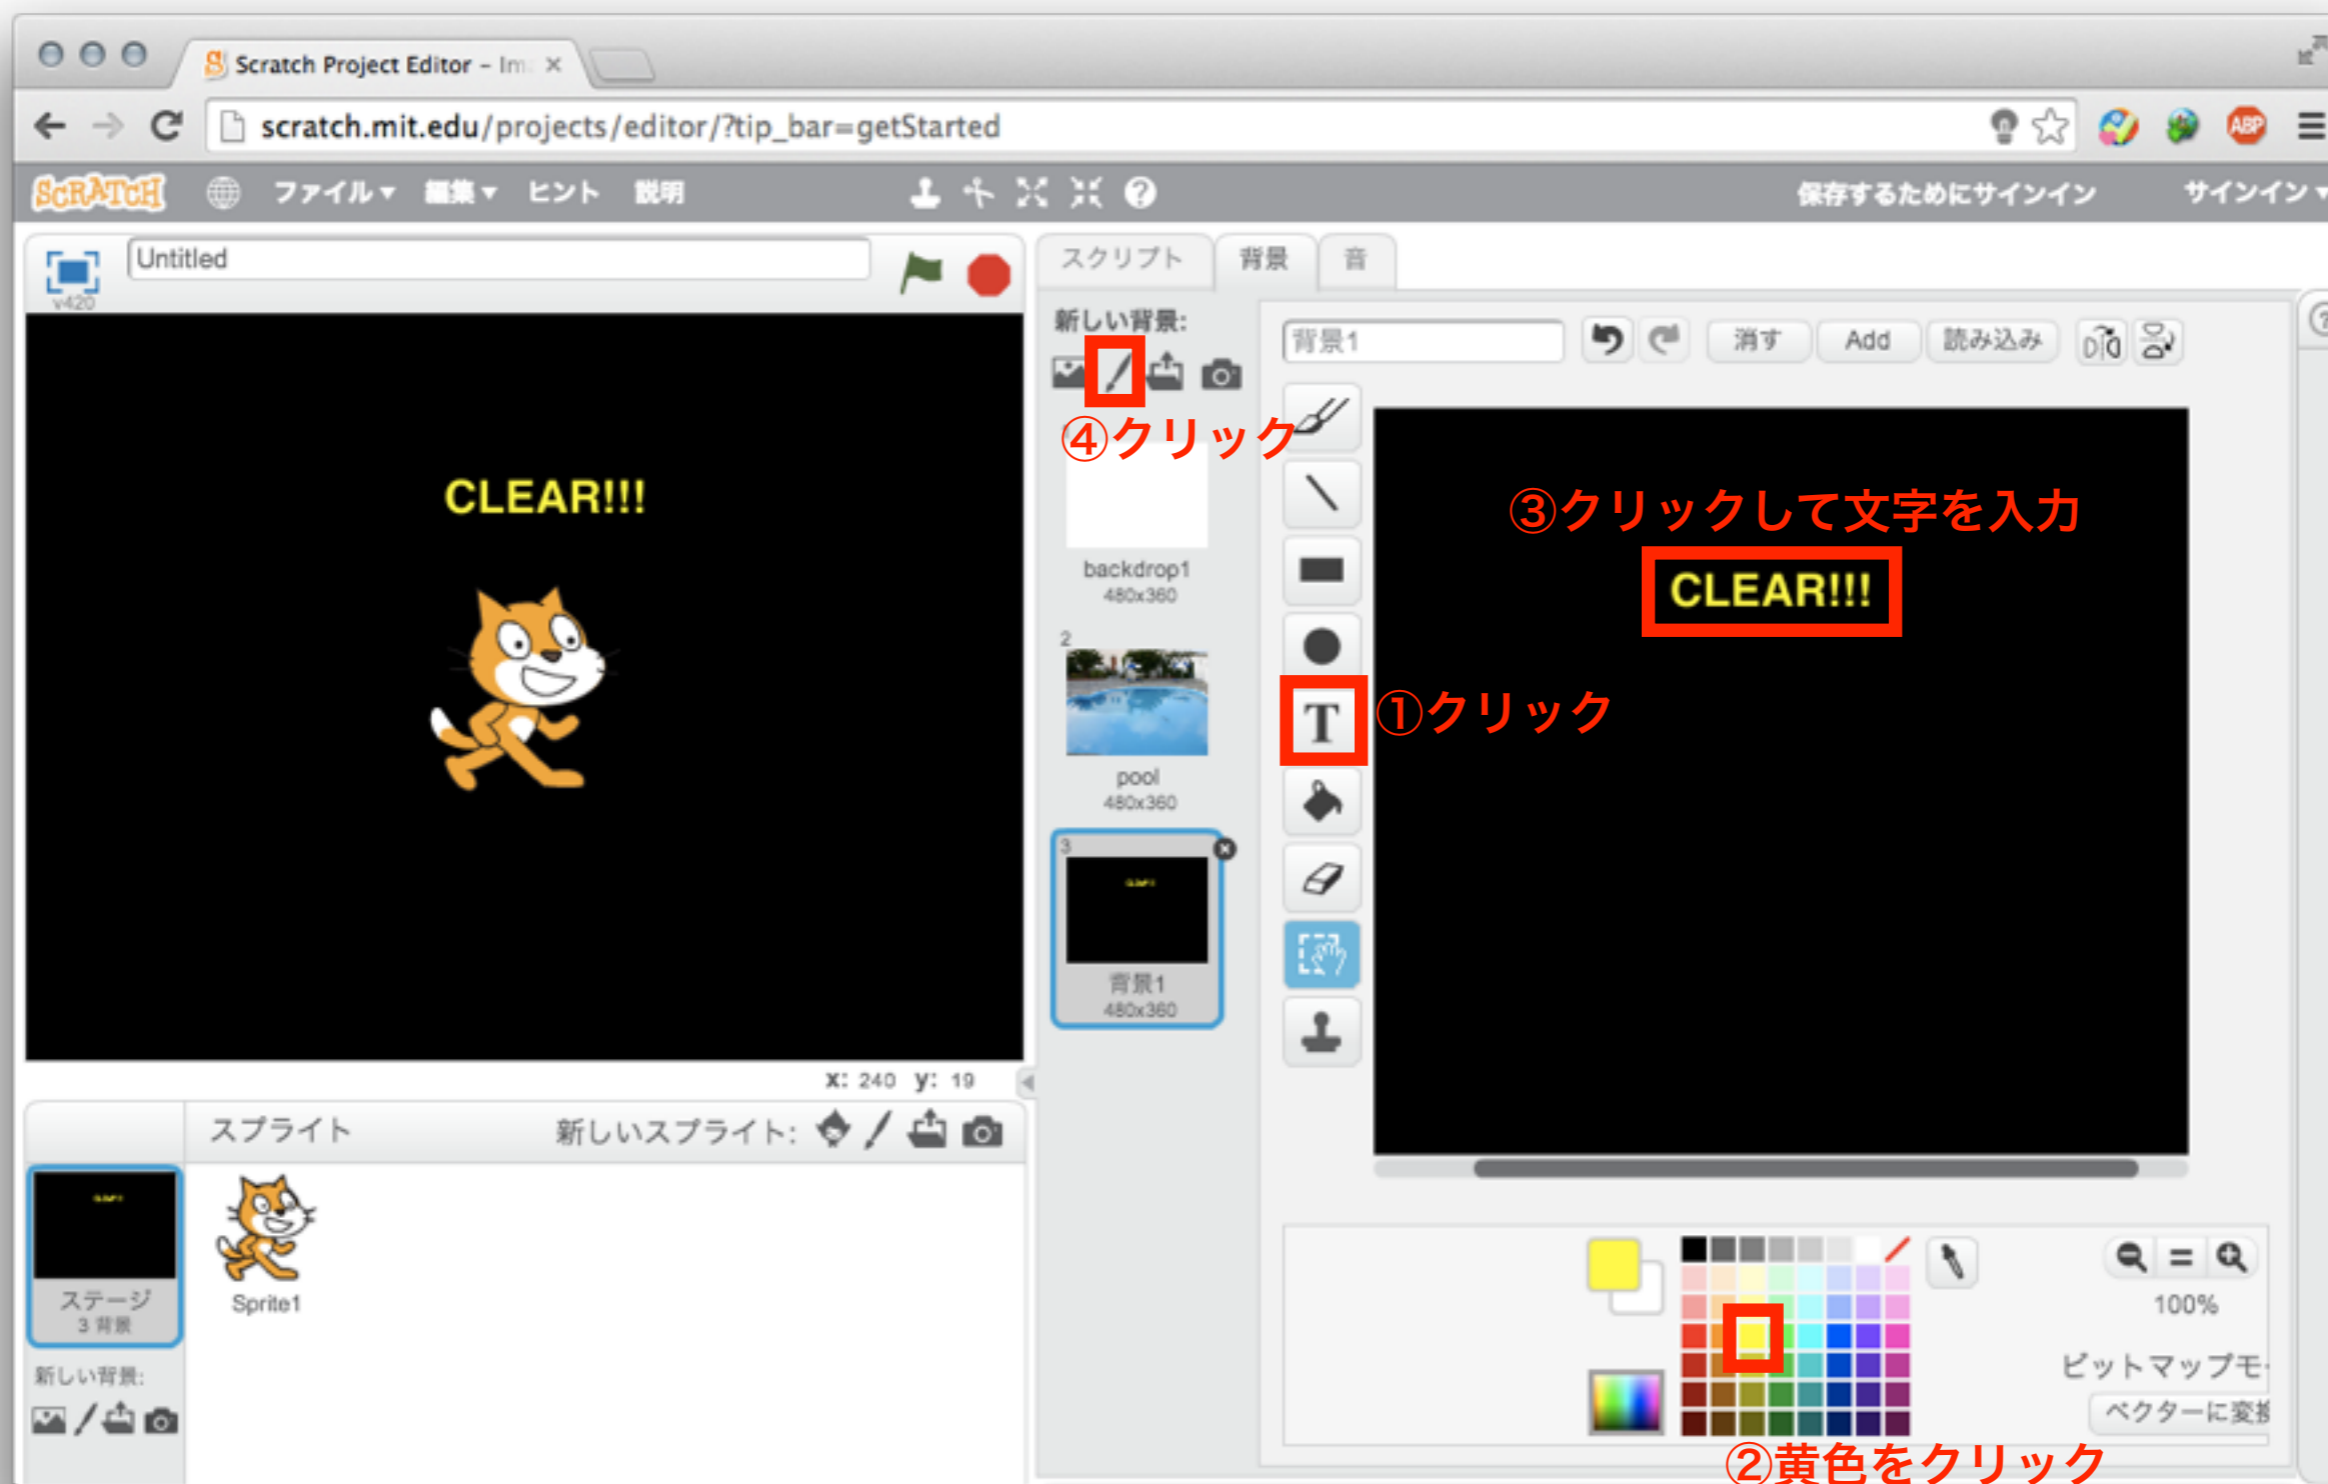 Scratch Project Editor - Im
scratch.mit.edu/projects/editor/?tip_bar=getStarted
SCRATCH ファイル 編集 ヒント 説明 保存するためにサインイン サインイン
Untitled
v420
スクリプト 背景 音
新しい背景:
背景1 消す Add 読み込み
④クリック
CLEAR!!!
③クリックして文字を入力
CLEAR!!!
backdrop1
480x360
2
①クリック
T
pool
480x360
3
CLEAR!!!
背景1
480x360
x: 240 y: 19
スプライト 新しいスプライト:
CLEAR!!!
ステージ
3 背景
Sprite1
新しい背景:
100%
ビットマップモ
ベクターに変換
②黄色をクリック
ABP